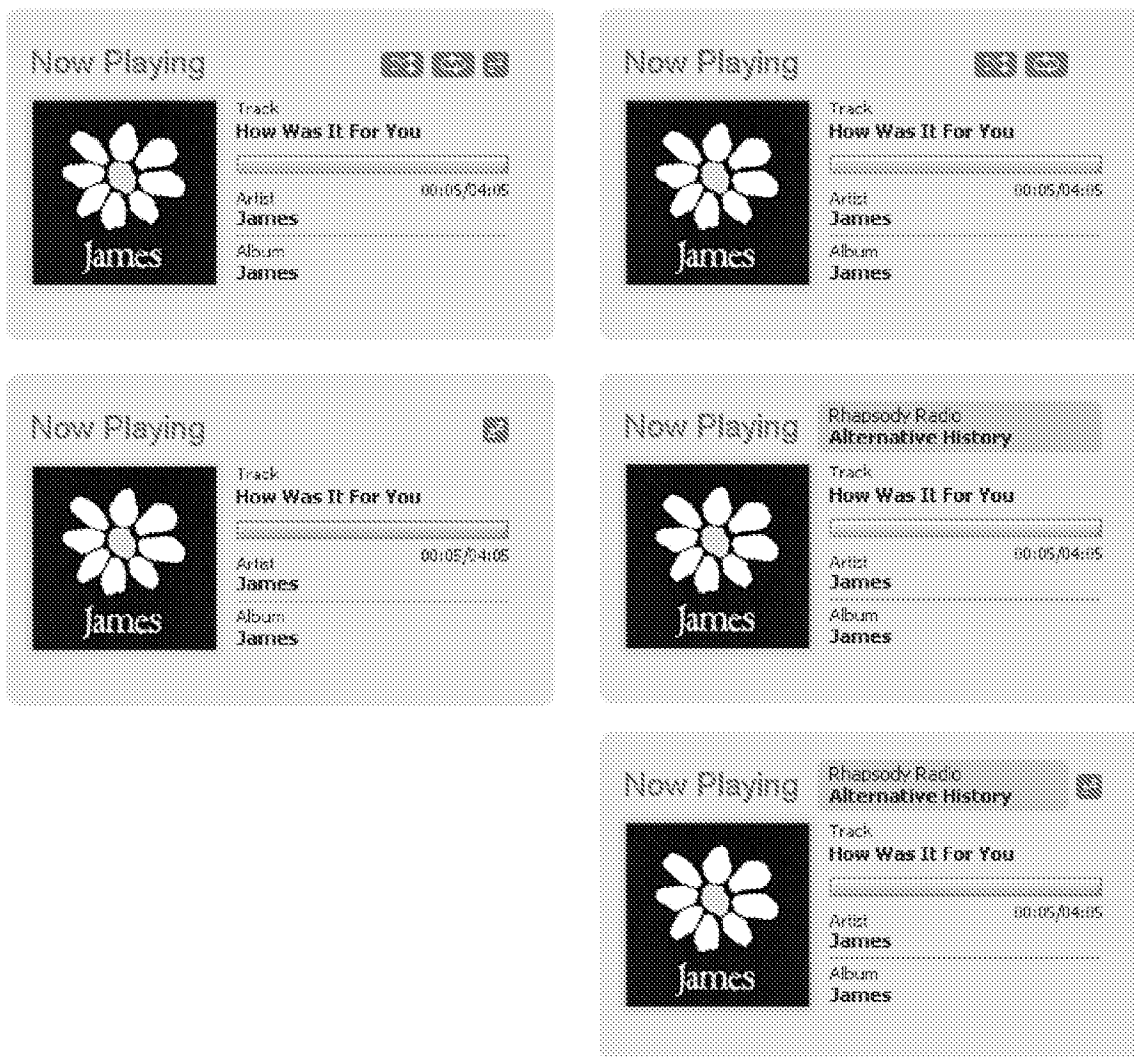 Now Playing
Track
How Was It For You
00:05/04:05
Artist
James
Album
James
James
Now Playing
Track
How Was It For You
00:05/04:05
Artist
James
Album
James
James
Now Playing
Track
How Was It For You
00:05/04:05
Artist
James
Album
James
James
Now Playing
Rhapsody Radio
Alternative History
Track
How Was It For You
00:05/04:05
Artist
James
Album
James
James
Now Playing
Rhapsody Radio
Alternative History
Track
How Was It For You
00:05/04:05
Artist
James
Album
James
James